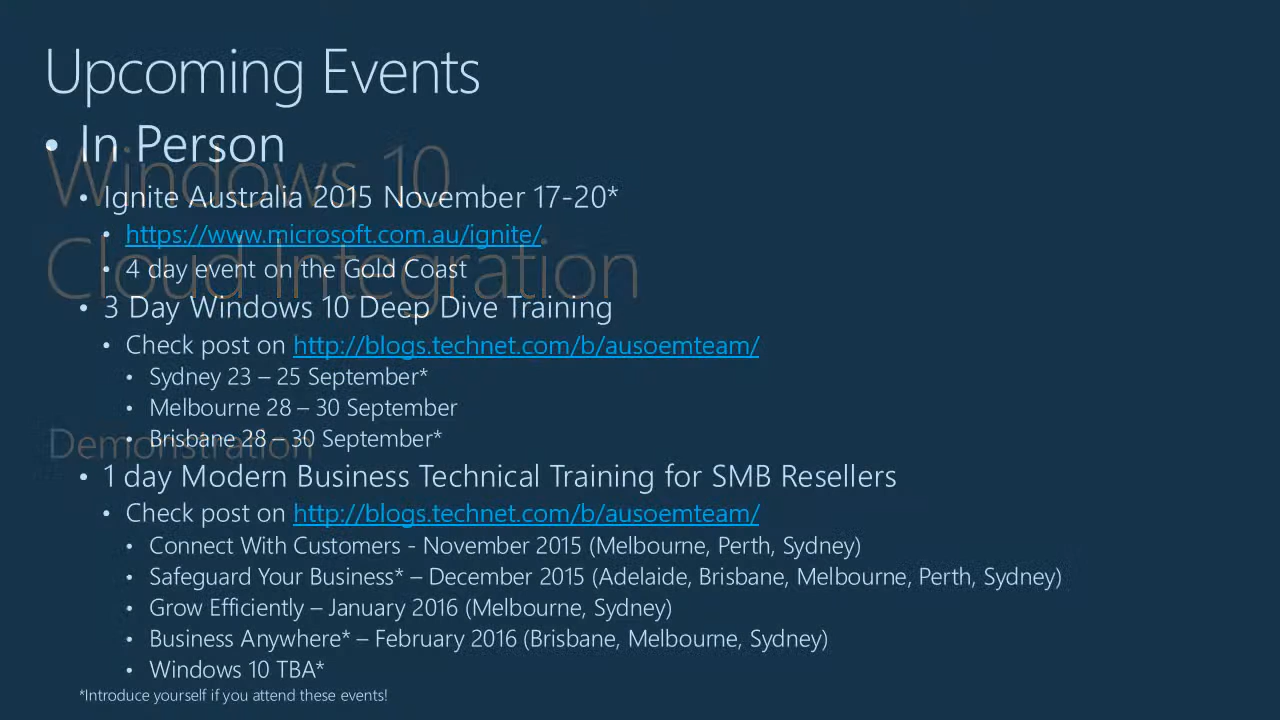 Upcoming Events
• In Person
Windows 10
• Ignite Australia 2015 November 17-20*
• https://www.microsoft.com.au/ignite/
Cloud Integration
• 4 day event on the Gold Coast
• 3 Day Windows 10 Deep Dive Training
• Check post on http://blogs.technet.com/b/ausoemteam/
• Sydney 23 – 25 September*
• Melbourne 28 – 30 September
Demonstration
• Brisbane 28 – 30 September*
• 1 day Modern Business Technical Training for SMB Resellers
• Check post on http://blogs.technet.com/b/ausoemteam/
• Connect With Customers - November 2015 (Melbourne, Perth, Sydney)
• Safeguard Your Business* – December 2015 (Adelaide, Brisbane, Melbourne, Perth, Sydney)
• Grow Efficiently – January 2016 (Melbourne, Sydney)
• Business Anywhere* – February 2016 (Brisbane, Melbourne, Sydney)
• Windows 10 TBA*
*Introduce yourself if you attend these events!